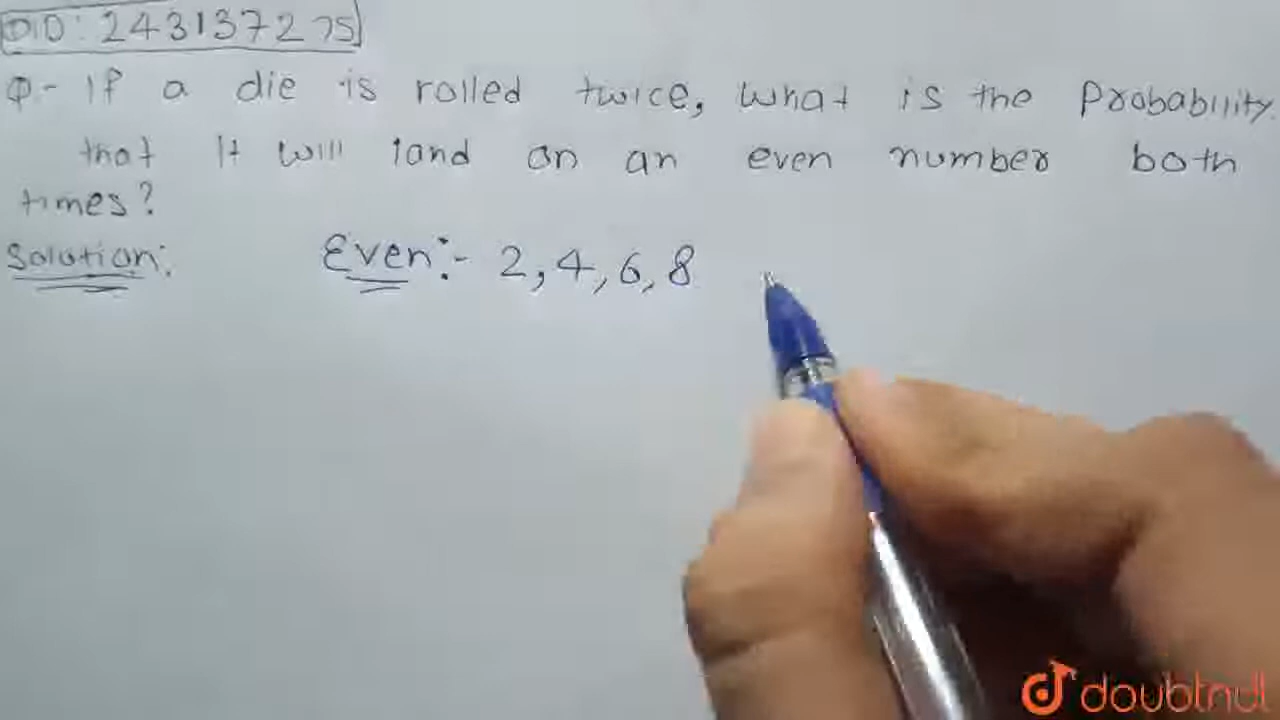 DID: 243137275
Q.- If a die is rolled twice, what is the Probability
that It will land on an even number both
times?
Solution:
Even:- 2, 4, 6, 8
doubtnut